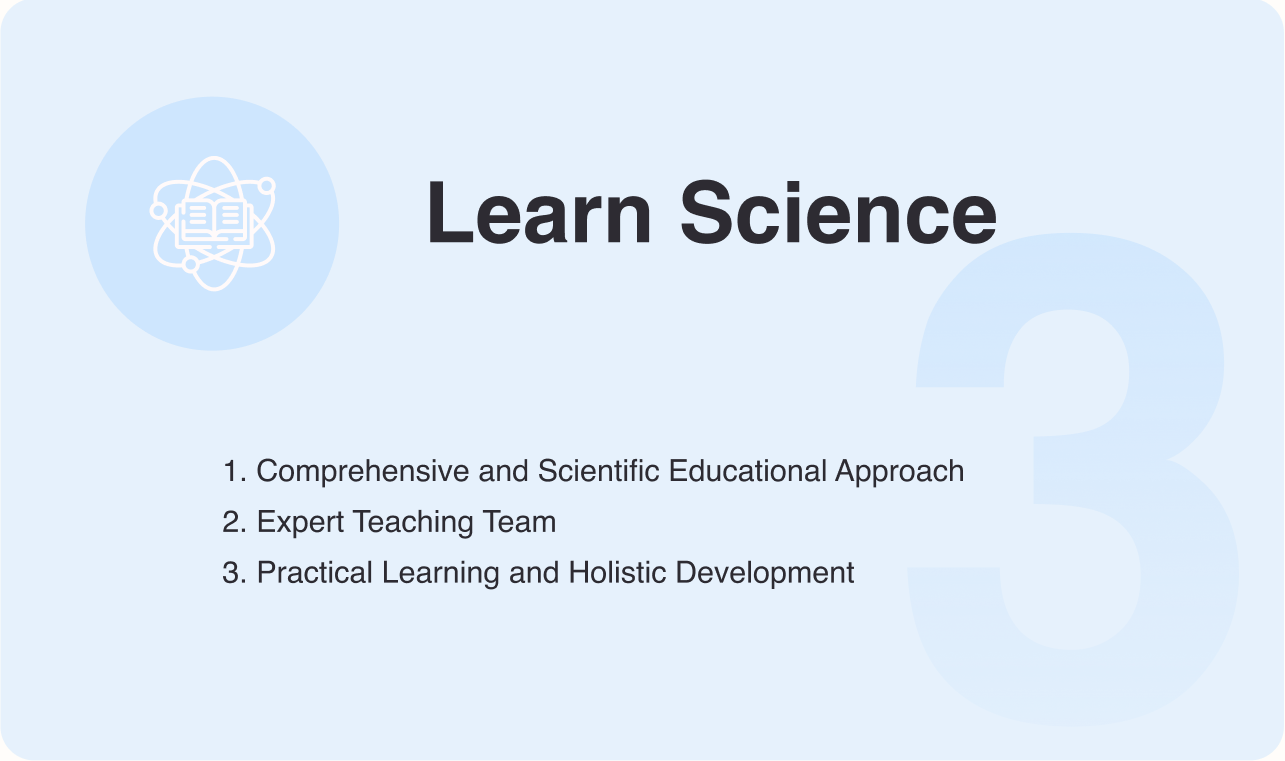 Learn Science
3
1. Comprehensive and Scientific Educational Approach
2. Expert Teaching Team
3. Practical Learning and Holistic Development